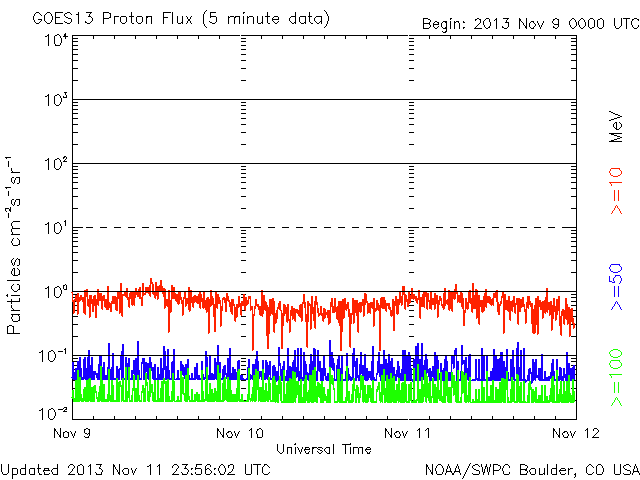 GOES13 Proton Flux (5 minute data)
Begin: 2013 Nov 9 0000 UTC
Particles cm⁻²s⁻¹sr⁻¹
10⁴
10³
10²
10¹
10⁰
10⁻¹
10⁻²
Nov 9
Nov 10
Nov 11
Nov 12
Universal Time
MeV
>=10
>=50
>=100
Updated 2013 Nov 11 23:56:02 UTC
NOAA/SWPC Boulder, CO USA